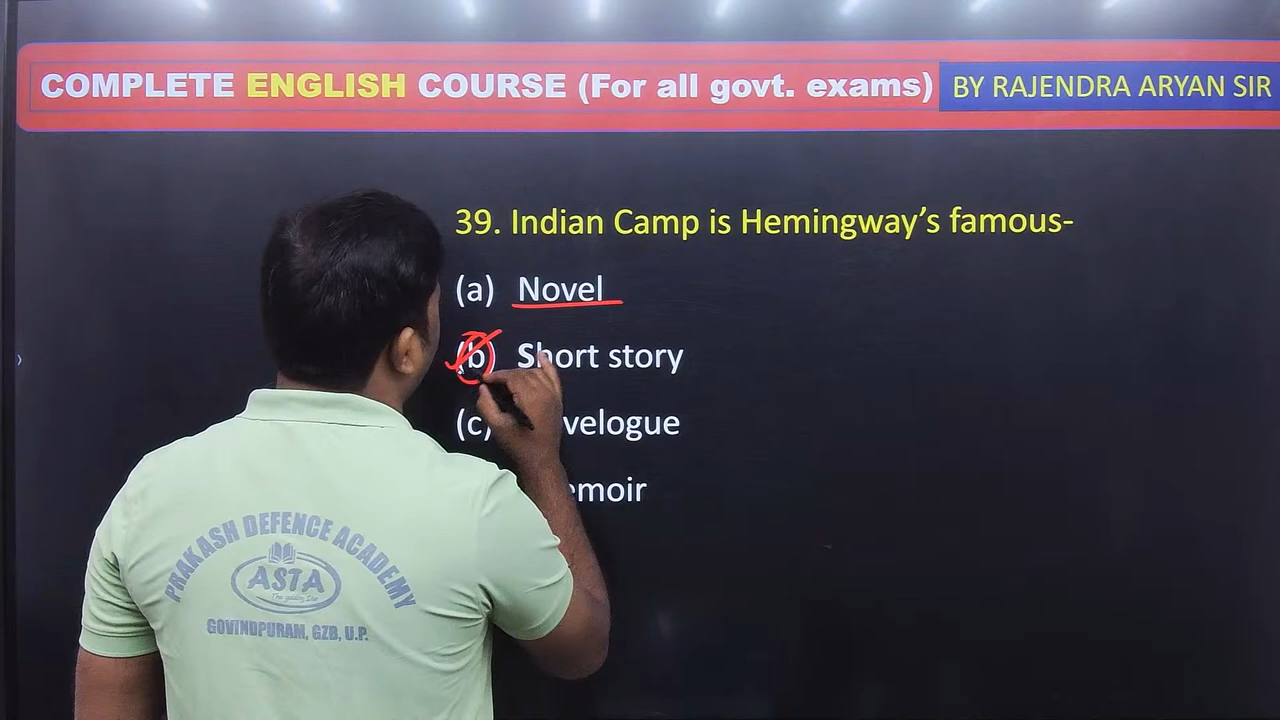 COMPLETE ENGLISH COURSE (For all govt. exams) BY RAJENDRA ARYAN SIR
39. Indian Camp is Hemingway’s famous-
(a) Novel
(b) Short story
(c) velogue
emoir
PRAKASH DEFENCE ACADEMY
ASTA
GOVINDPURAM, GZB, U.P.